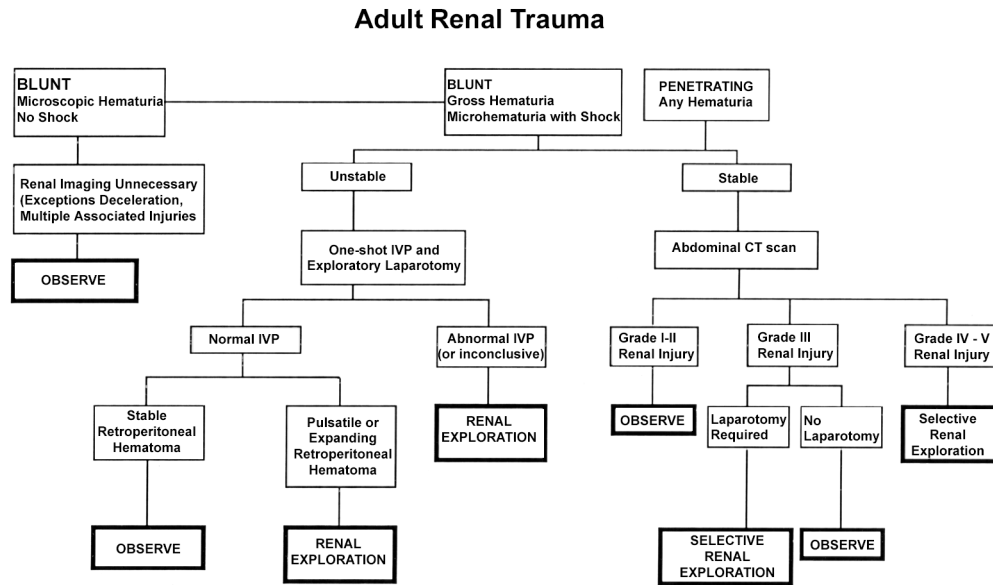 Adult Renal Trauma
BLUNT
Microscopic Hematuria
No Shock
BLUNT
Gross Hematuria
Microhematuria with Shock
PENETRATING
Any Hematuria
Renal Imaging Unnecessary
(Exceptions Deceleration,
Multiple Associated Injuries
OBSERVE
Unstable
Stable
One-shot IVP and
Exploratory Laparotomy
Abdominal CT scan
Normal IVP
Abnormal IVP
(or inconclusive)
Grade I-II
Renal Injury
Grade III
Renal Injury
Grade IV - V
Renal Injury
Stable
Retroperitoneal
Hematoma
Pulsatile or
Expanding
Retroperitoneal
Hematoma
RENAL
EXPLORATION
OBSERVE
Laparotomy
Required
No
Laparotomy
Selective
Renal
Exploration
OBSERVE
RENAL
EXPLORATION
SELECTIVE
RENAL
EXPLORATION
OBSERVE